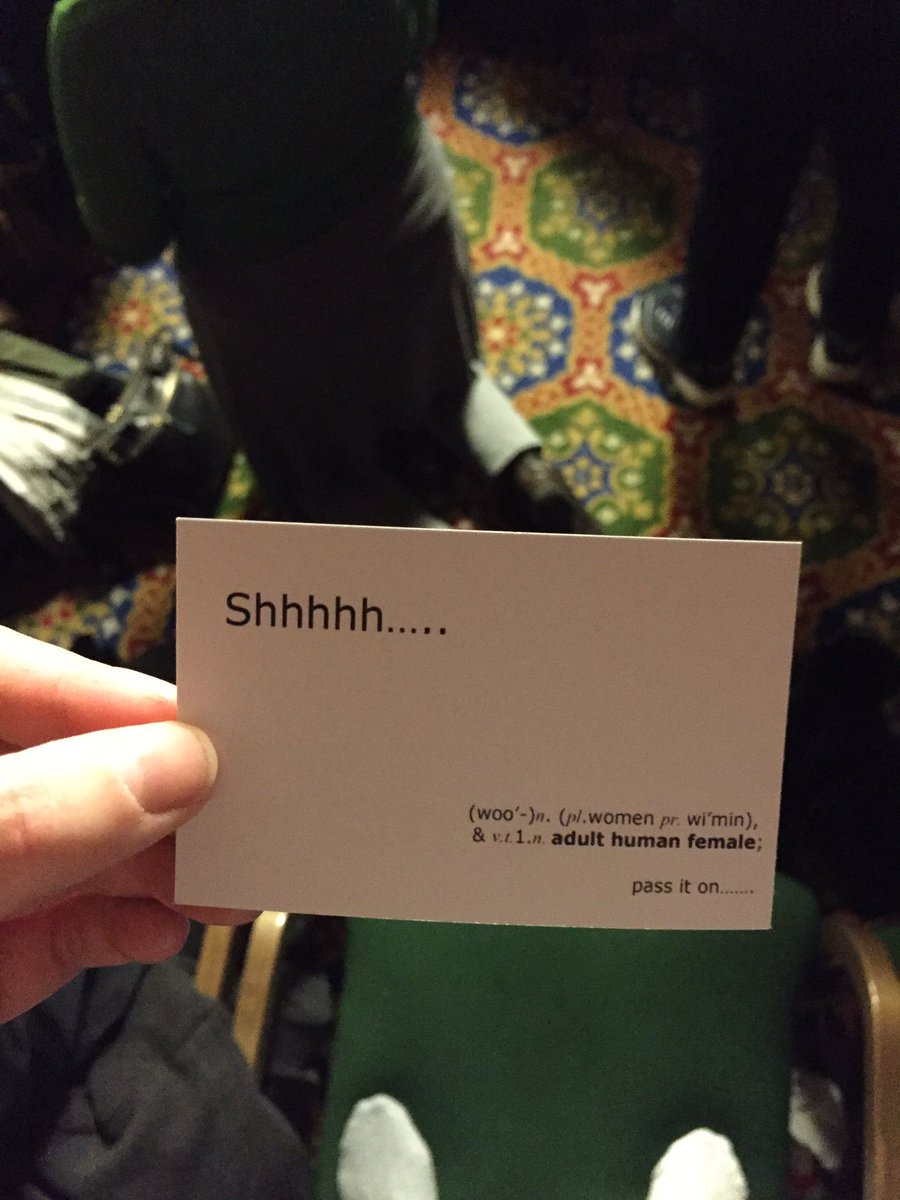 Shhhhh.....
(woo'-)n. (pl.women pr. wi'min),
& v.t.1.n. adult human female;
pass it on.......